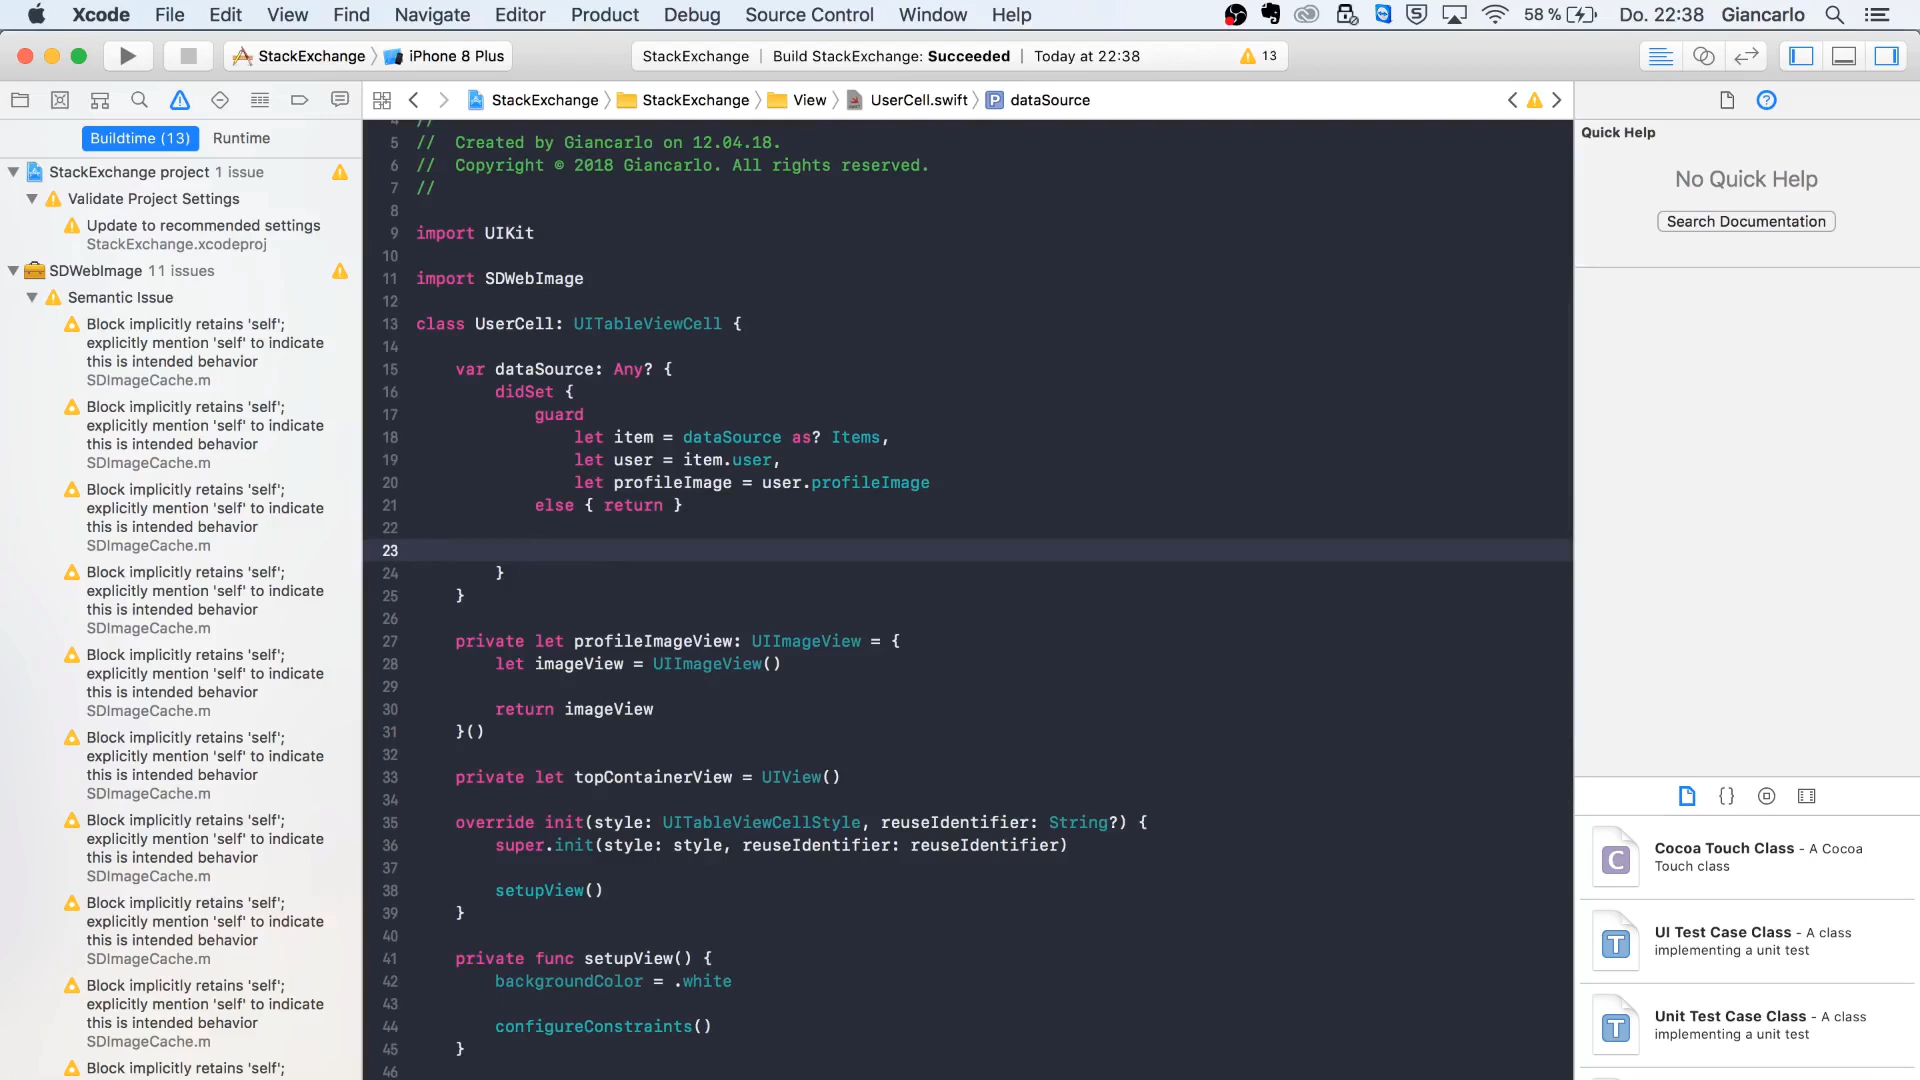 Xcode File Edit View Find Navigate Editor Product Debug Source Control Window Help 58 % Do. 22:38 Giancarlo
StackExchange iPhone 8 Plus StackExchange | Build StackExchange: Succeeded | Today at 22:38 13
StackExchange StackExchange View UserCell.swift P dataSource
Buildtime (13) Runtime
StackExchange project 1 issue
Validate Project Settings
Update to recommended settings
StackExchange.xcodeproj
SDWebImage 11 issues
Semantic Issue
Block implicitly retains 'self';
explicitly mention 'self' to indicate
this is intended behavior
SDImageCache.m
Block implicitly retains 'self';
explicitly mention 'self' to indicate
this is intended behavior
SDImageCache.m
Block implicitly retains 'self';
explicitly mention 'self' to indicate
this is intended behavior
SDImageCache.m
Block implicitly retains 'self';
explicitly mention 'self' to indicate
this is intended behavior
SDImageCache.m
Block implicitly retains 'self';
explicitly mention 'self' to indicate
this is intended behavior
SDImageCache.m
Block implicitly retains 'self';
explicitly mention 'self' to indicate
this is intended behavior
SDImageCache.m
Block implicitly retains 'self';
explicitly mention 'self' to indicate
this is intended behavior
SDImageCache.m
Block implicitly retains 'self';
explicitly mention 'self' to indicate
this is intended behavior
SDImageCache.m
Block implicitly retains 'self';
explicitly mention 'self' to indicate
this is intended behavior
SDImageCache.m
Block implicitly retains 'self';
4 //
5 // Created by Giancarlo on 12.04.18.
6 // Copyright © 2018 Giancarlo. All rights reserved.
7 //
8
9 import UIKit
10
11 import SDWebImage
12
13 class UserCell: UITableViewCell {
14
15 var dataSource: Any? {
16 didSet {
17 guard
18 let item = dataSource as? Items,
19 let user = item.user,
20 let profileImage = user.profileImage
21 else { return }
22
23
24 }
25 }
26
27 private let profileImageView: UIImageView = {
28 let imageView = UIImageView()
29
30 return imageView
31 }()
32
33 private let topContainerView = UIView()
34
35 override init(style: UITableViewCellStyle, reuseIdentifier: String?) {
36 super.init(style: style, reuseIdentifier: reuseIdentifier)
37
38 setupView()
39 }
40
41 private func setupView() {
42 backgroundColor = .white
43
44 configureConstraints()
45 }
46
Quick Help
No Quick Help
Search Documentation
{}
C
Cocoa Touch Class - A Cocoa
Touch class
T
UI Test Case Class - A class
implementing a unit test
T
Unit Test Case Class - A class
implementing a unit test